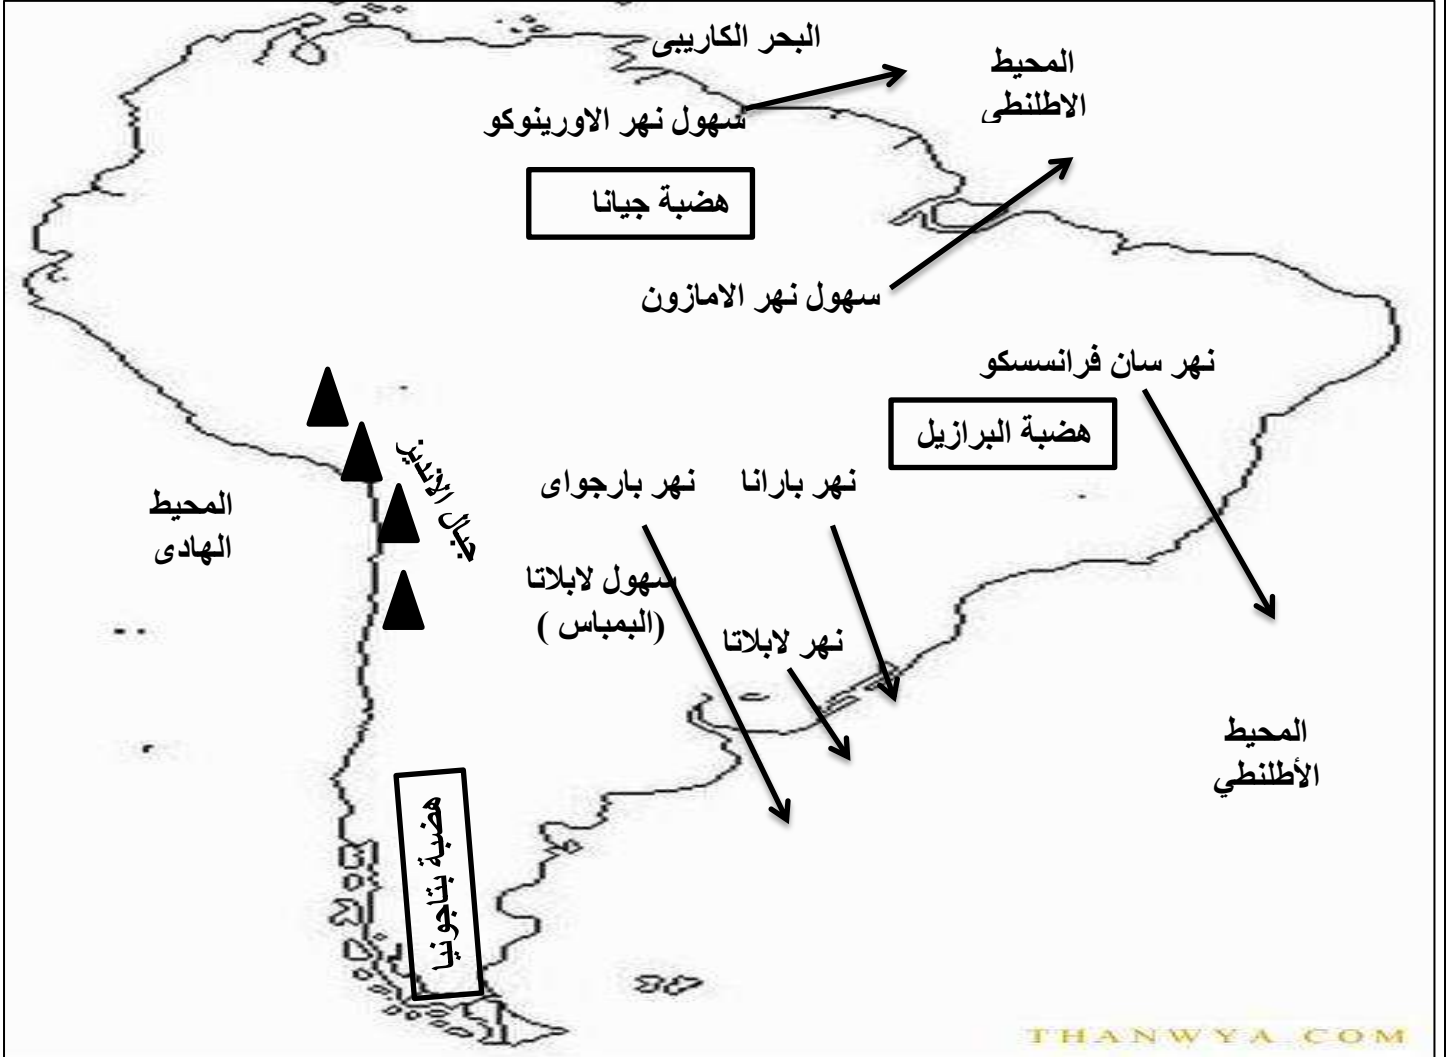 البحر الكاريبى
المحيط
الاطلنطى
سهول نهر الاورينوكو
هضبة جيانا
سهول نهر الامازون
نهر سان فرانسسكو
هضبة البرازيل
جبال الانديز
نهر بارانا
نهر بارجواى
المحيط
الهادى
سهول لابلاتا
(البمباس )
نهر لابلاتا
المحيط
الأطلنطي
هضبة بتاجونيا
THANWYA.COM